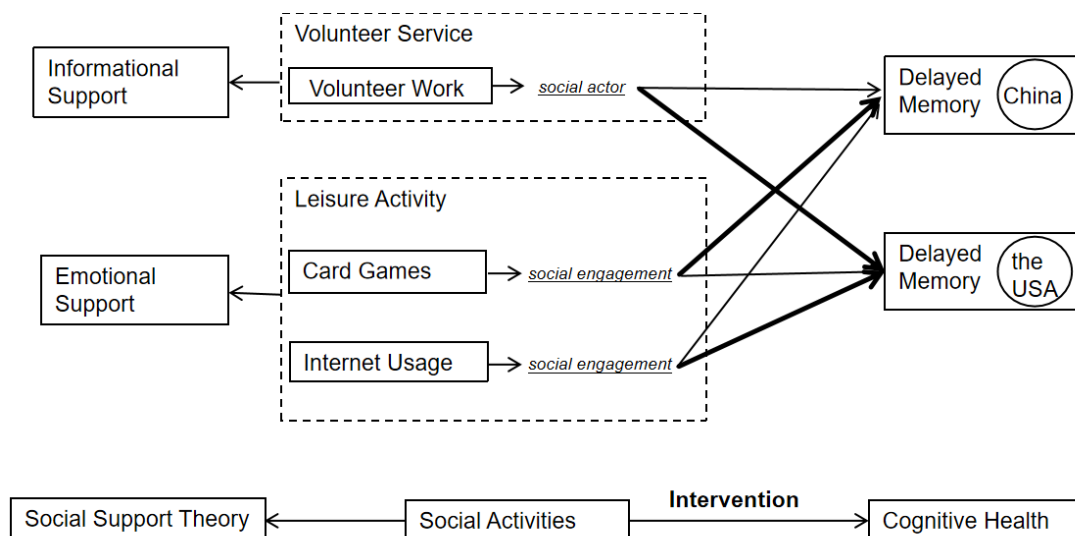 Volunteer Service
Informational
Support
Volunteer Work
social actor
Delayed
Memory
China
Leisure Activity
Emotional
Support
Card Games
social engagement
Delayed
Memory
the
USA
Internet Usage
social engagement
Intervention
Social Support Theory
Social Activities
Cognitive Health